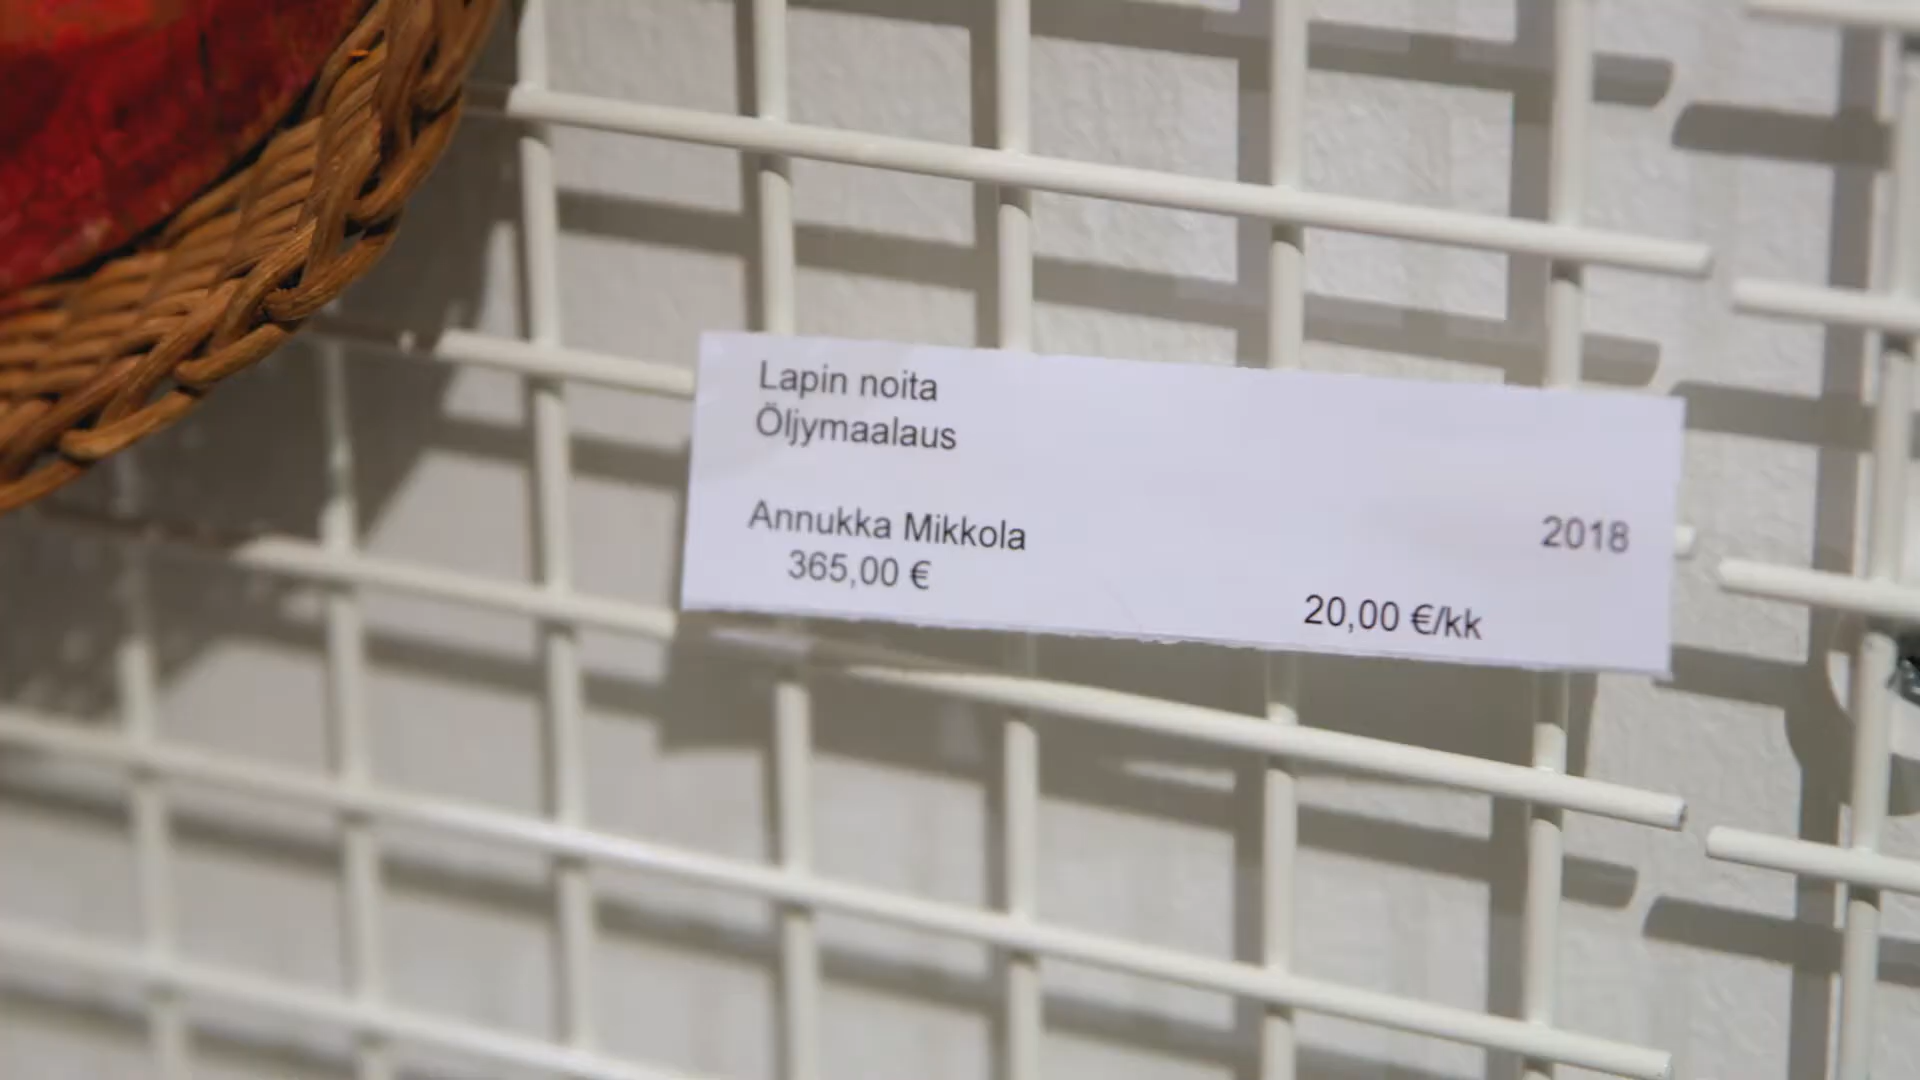 Lapin noita
Öljymaalaus
Annukka Mikkola
2018
365,00 €
20,00 €/kk